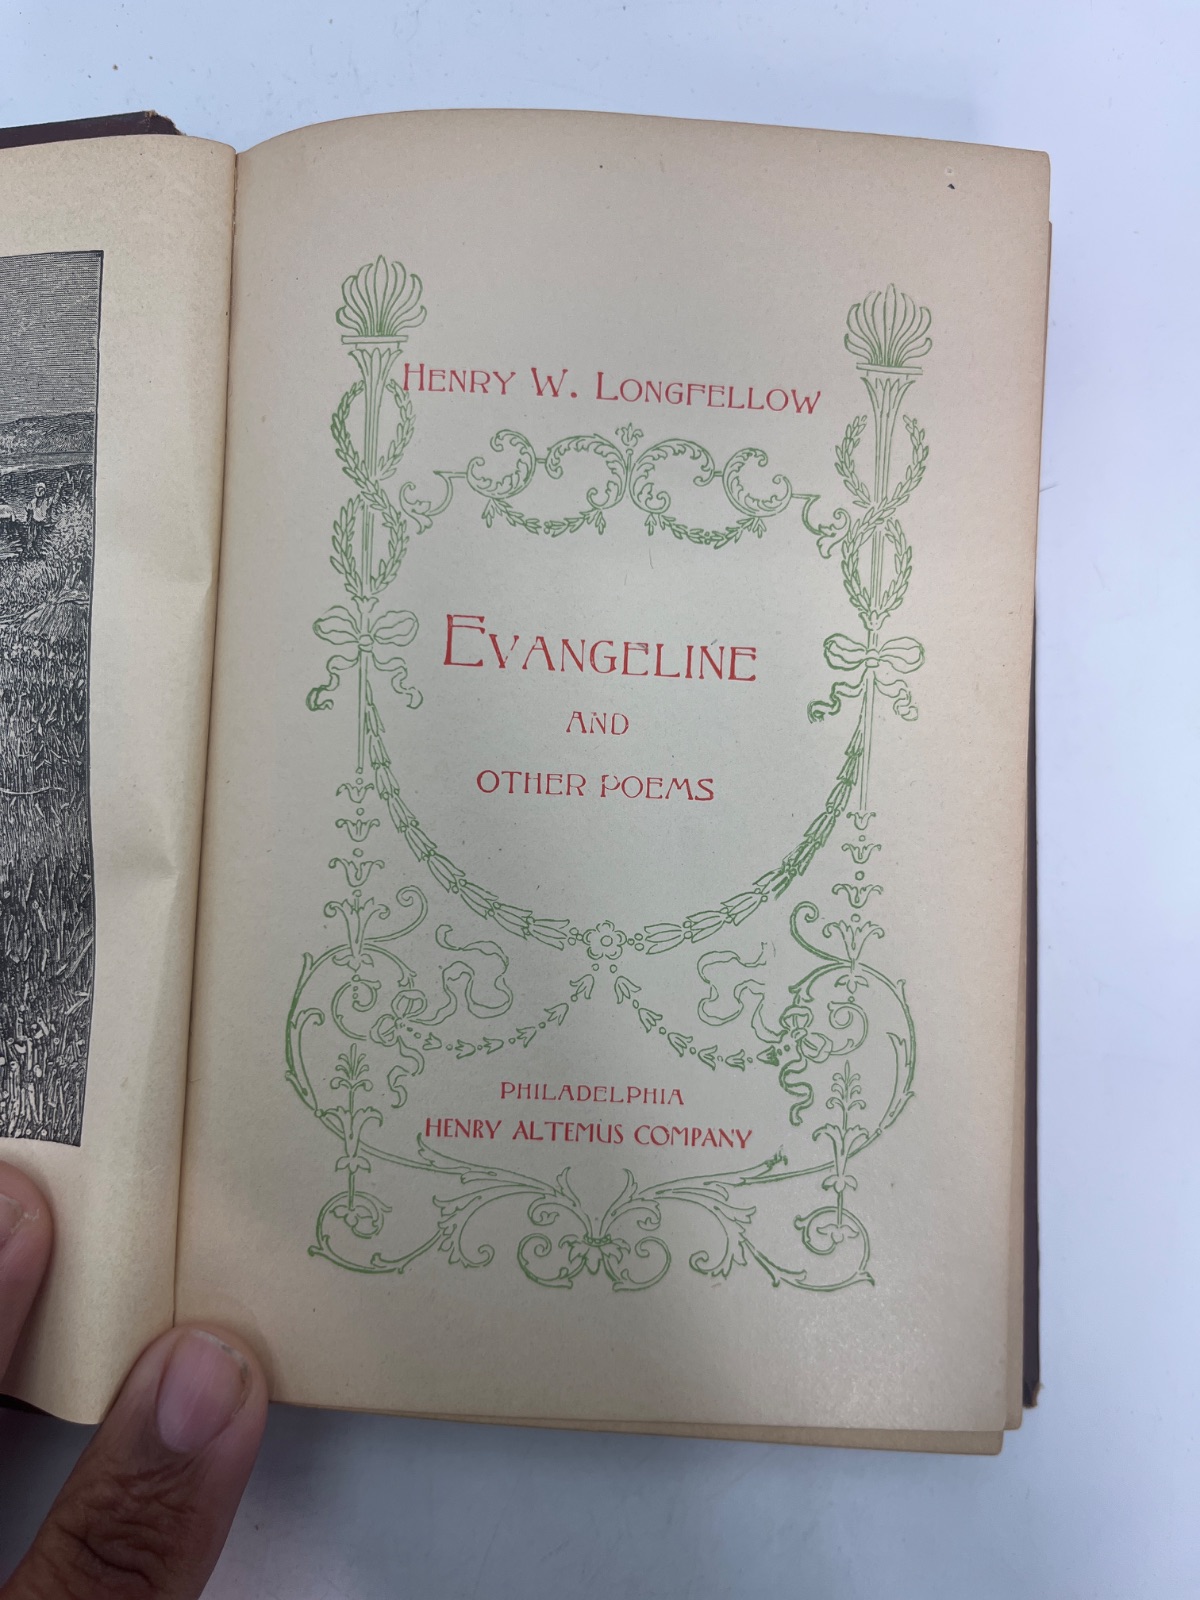 HENRY W. LONGFELLOW
EVANGELINE
AND
OTHER POEMS
PHILADELPHIA
HENRY ALTEMUS COMPANY